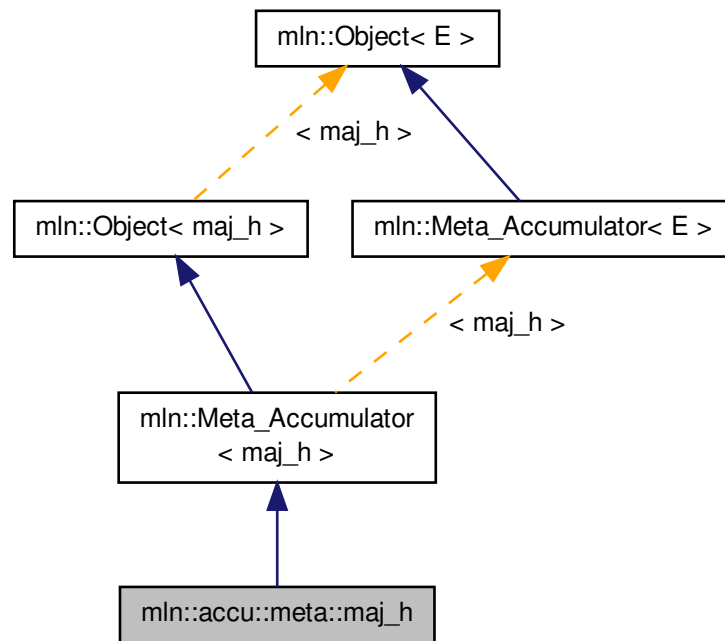 mln::Object< E >
< maj_h >
mln::Object< maj_h >
mln::Meta_Accumulator< E >
< maj_h >
mln::Meta_Accumulator
< maj_h >
mln::accu::meta::maj_h